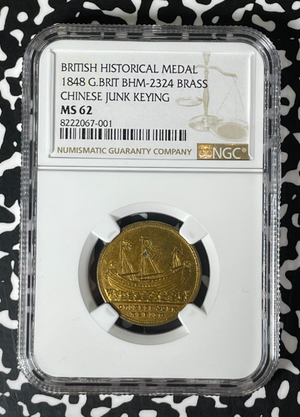 BRITISH HISTORICAL MEDAL
1848 G.BRIT BHM-2324 BRASS
CHINESE JUNK KEYING
MS 62
8222067-001
NUMISMATIC GUARANTY COMPANY
NGC